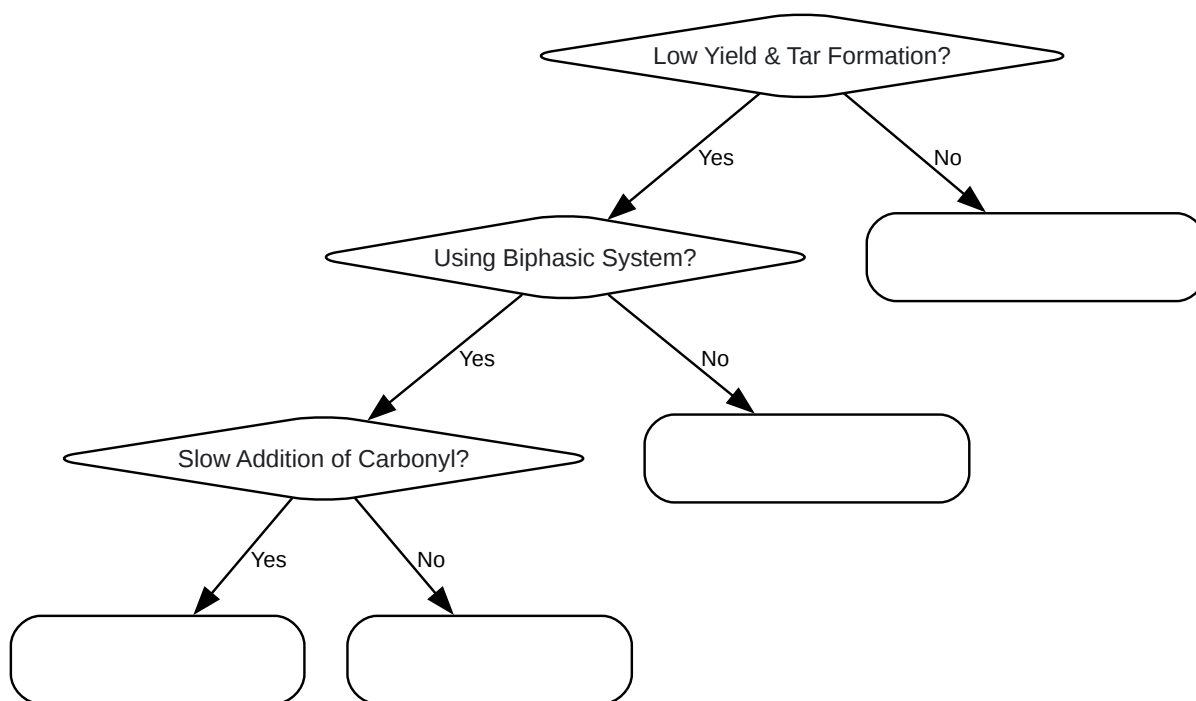 Low Yield & Tar Formation?
Yes
No
Using Biphasic System?
Yes
No
Slow Addition of Carbonyl?
Yes
No